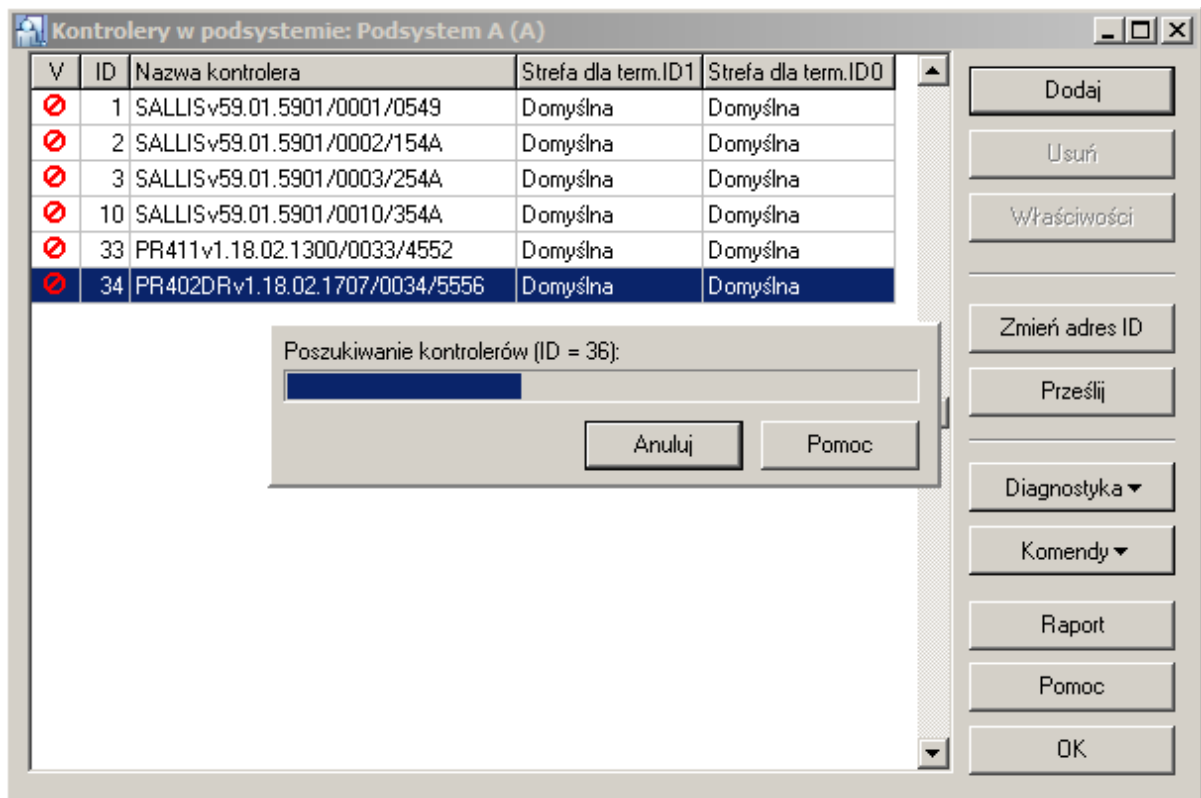 Kontrolery w podsystemie: Podsystem A (A)
V ID Nazwa kontrolera Strefa dla term.ID1 Strefa dla term.ID0
1 SALLISv59.01.5901/0001/0549 Domyślna Domyślna
2 SALLISv59.01.5901/0002/154A Domyślna Domyślna
3 SALLISv59.01.5901/0003/254A Domyślna Domyślna
10 SALLISv59.01.5901/0010/354A Domyślna Domyślna
33 PR411v1.18.02.1300/0033/4552 Domyślna Domyślna
34 PR402DRv1.18.02.1707/0034/5556 Domyślna Domyślna
Poszukiwanie kontrolerów (ID = 36):
Anuluj Pomoc
Dodaj
Usuń
Właściwości
Zmień adres ID
Prześlij
Diagnostyka
Komendy
Raport
Pomoc
OK